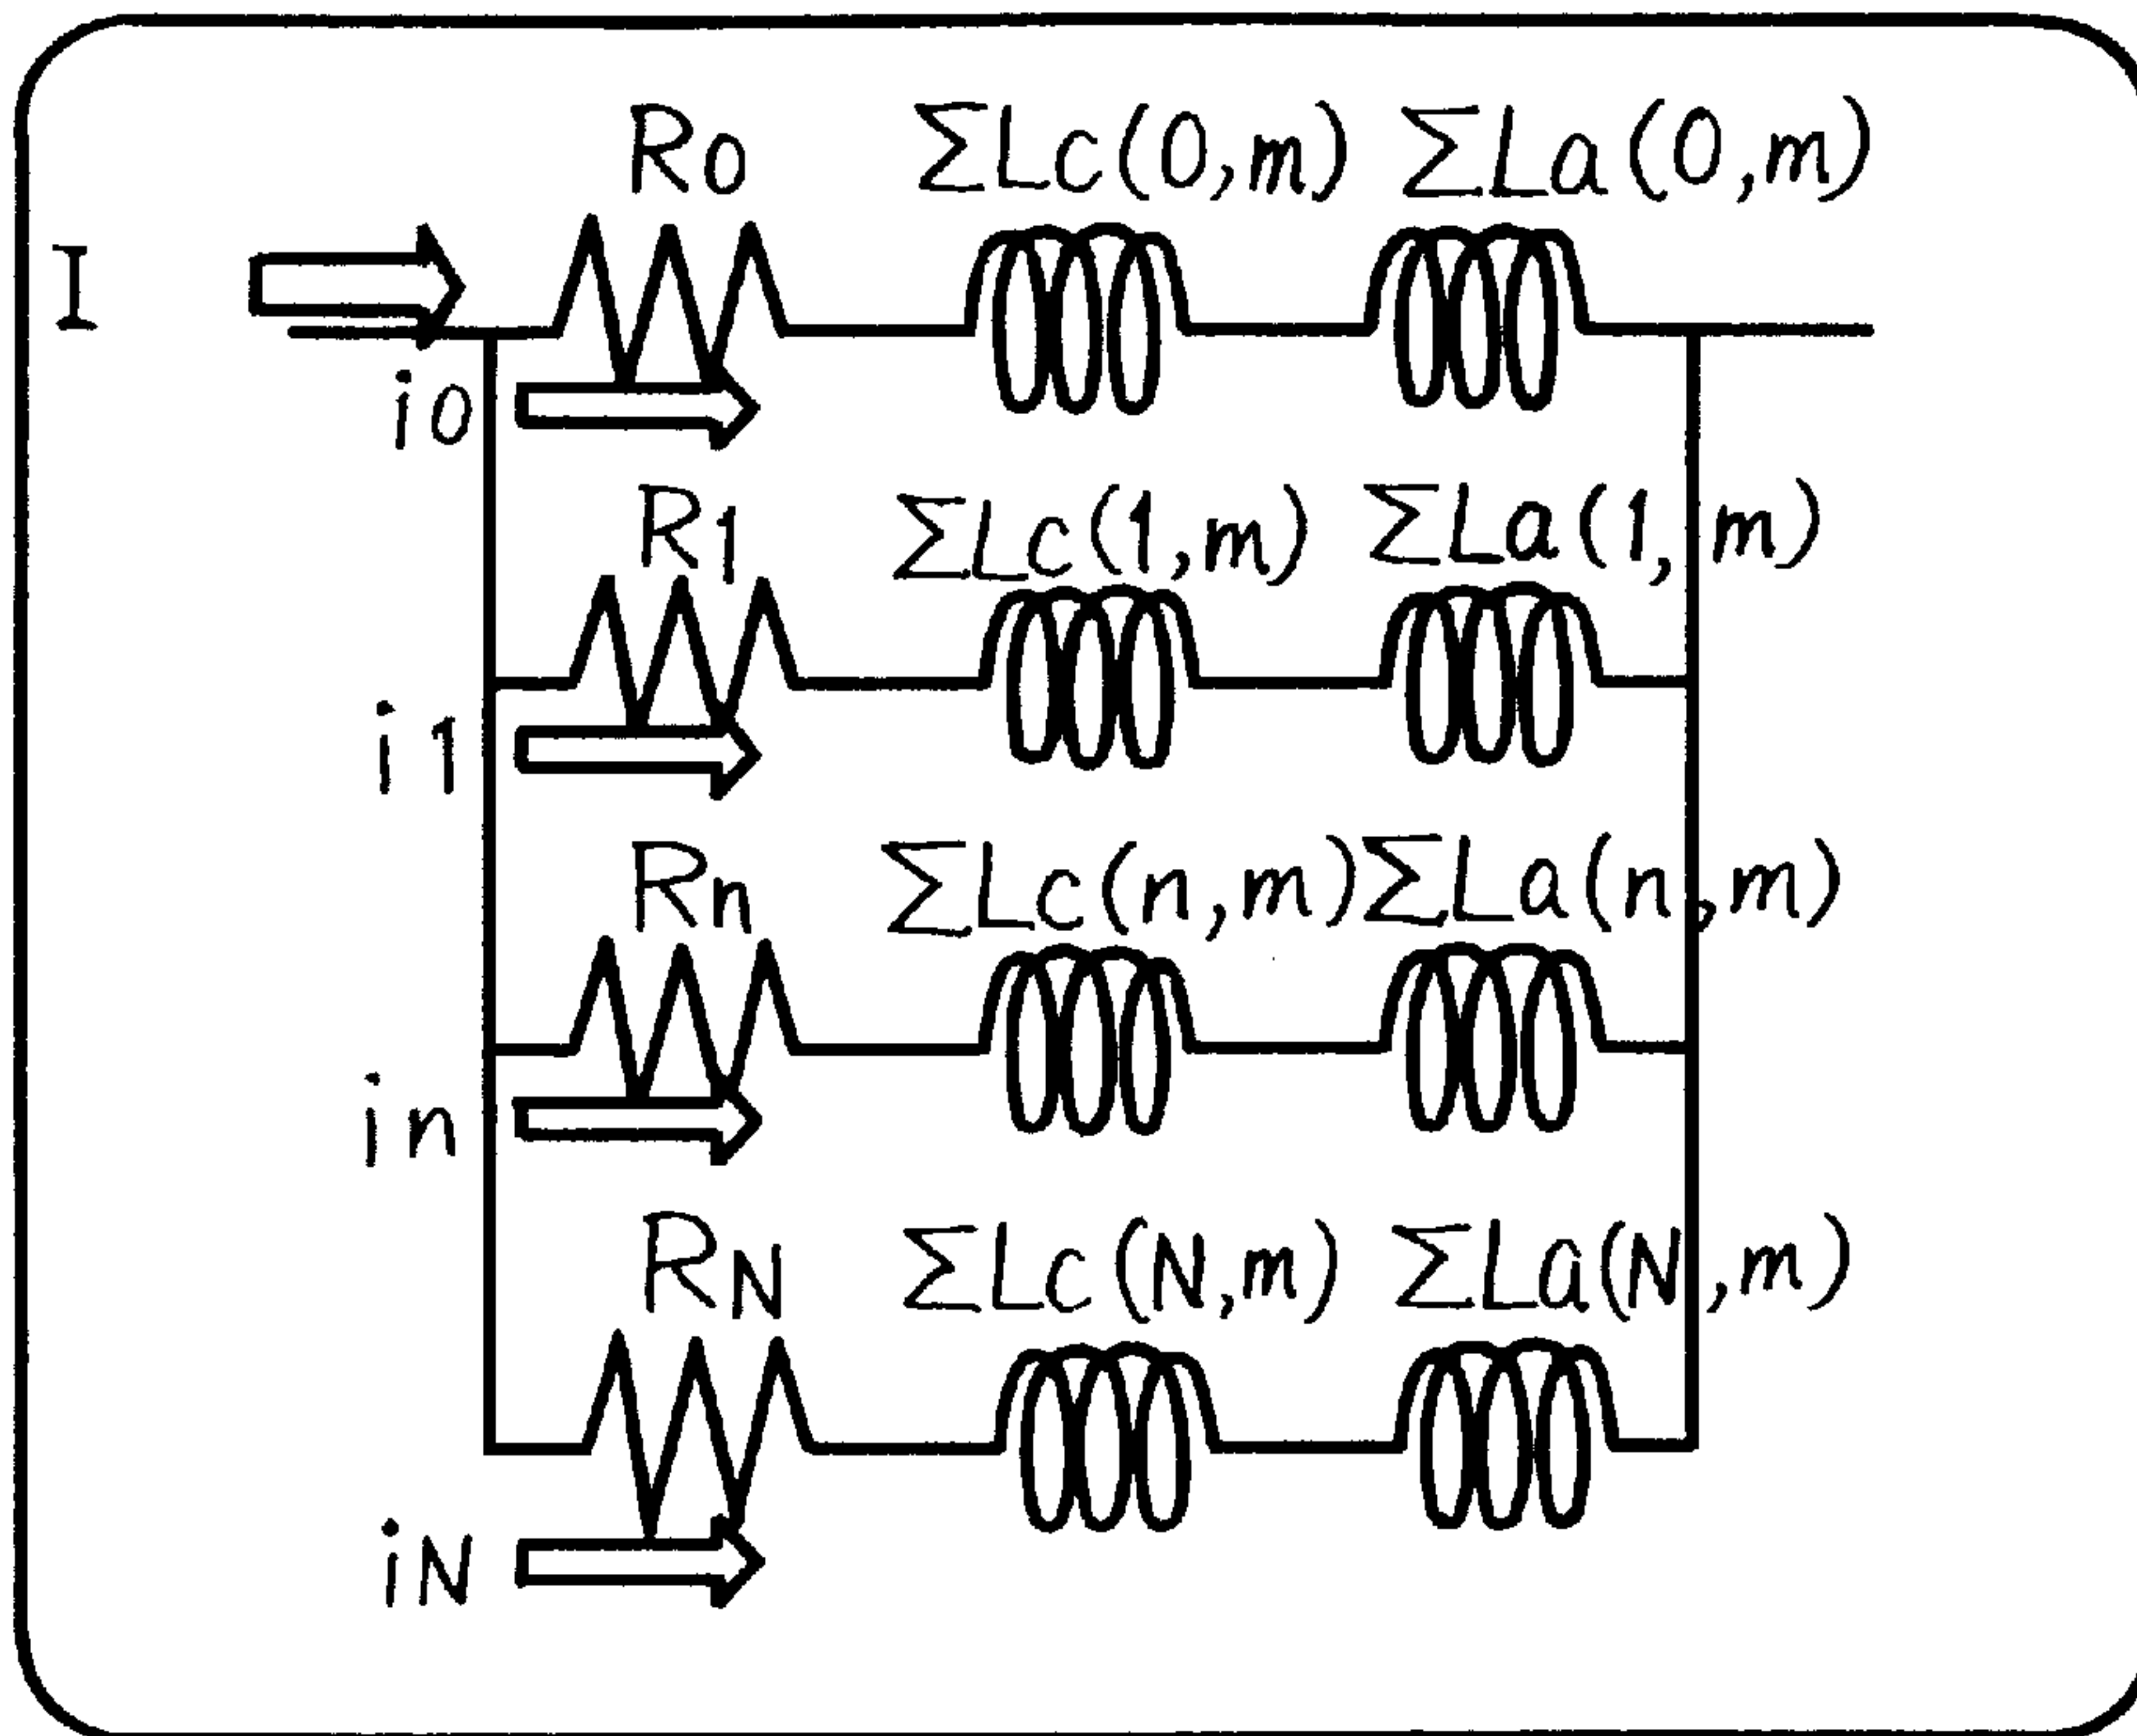 Ro ΣLc(0,m) ΣLa(0,m)
I
i0
R1 ΣLc(1,m) ΣLa(1,m)
i1
Rn ΣLc(n,m) ΣLa(n,m)
in
RN ΣLc(N,m) ΣLa(N,m)
iN